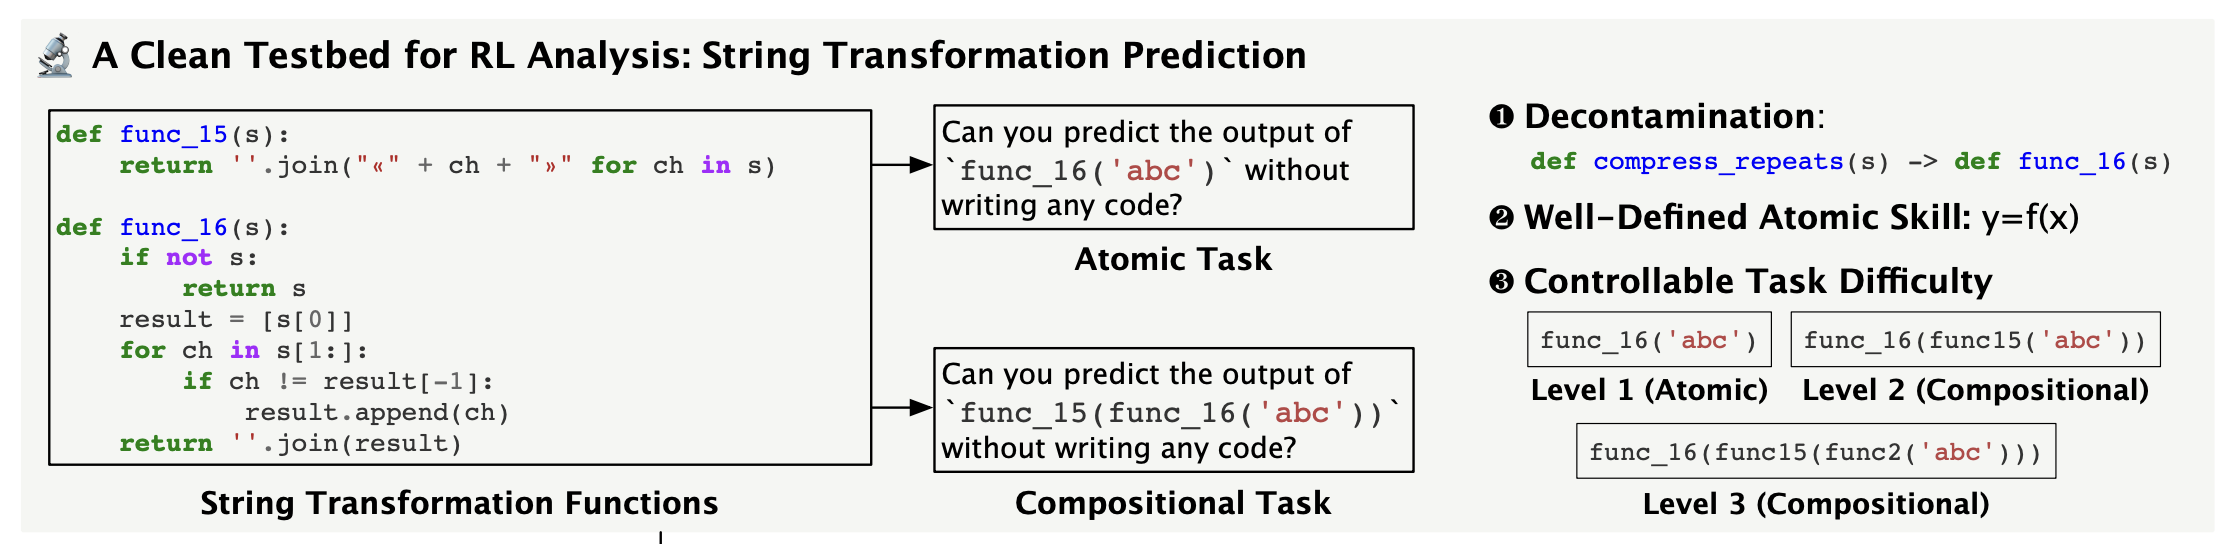 A Clean Testbed for RL Analysis: String Transformation Prediction
def func_15(s):
    return ''.join("«" + ch + "»" for ch in s)
def func_16(s):
    if not s:
        return s
    result = [s[0]]
    for ch in s[1:]:
        if ch != result[-1]:
            result.append(ch)
    return ''.join(result)
String Transformation Functions
Can you predict the output of
`func_16('abc')` without
writing any code?
Atomic Task
Can you predict the output of
`func_15(func_16('abc'))`
without writing any code?
Compositional Task
❶ Decontamination:
def compress_repeats(s) -> def func_16(s)
❷ Well-Defined Atomic Skill: y=f(x)
❸ Controllable Task Difficulty
func_16('abc')
Level 1 (Atomic)
func_16(func15('abc'))
Level 2 (Compositional)
func_16(func15(func2('abc')))
Level 3 (Compositional)